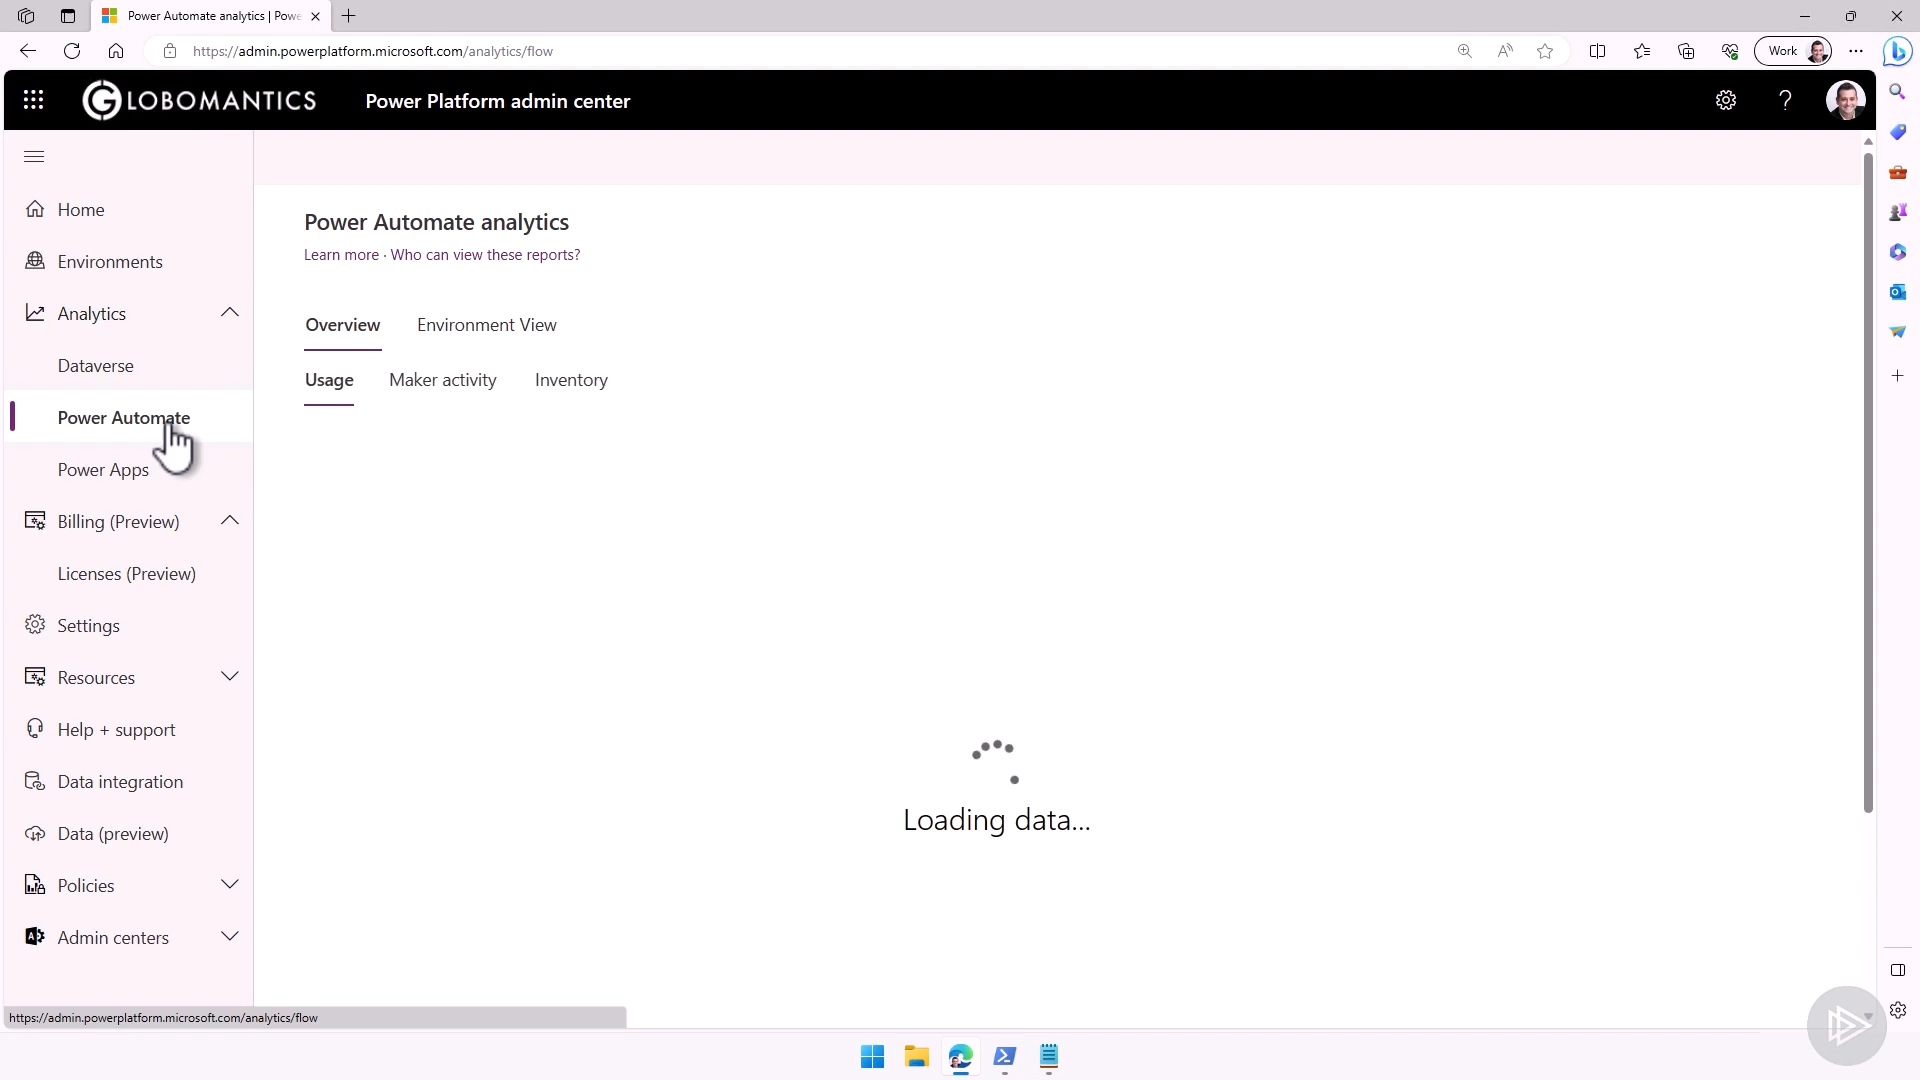 Power Automate analytics | Powe
https://admin.powerplatform.microsoft.com/analytics/flow
Work
GLOBOMANTICS
Power Platform admin center
Home
Environments
Analytics
Dataverse
Power Automate
Power Apps
Billing (Preview)
Licenses (Preview)
Settings
Resources
Help + support
Data integration
Data (preview)
Policies
Admin centers
Power Automate analytics
Learn more · Who can view these reports?
Overview Environment View
Usage Maker activity Inventory
Loading data...
https://admin.powerplatform.microsoft.com/analytics/flow